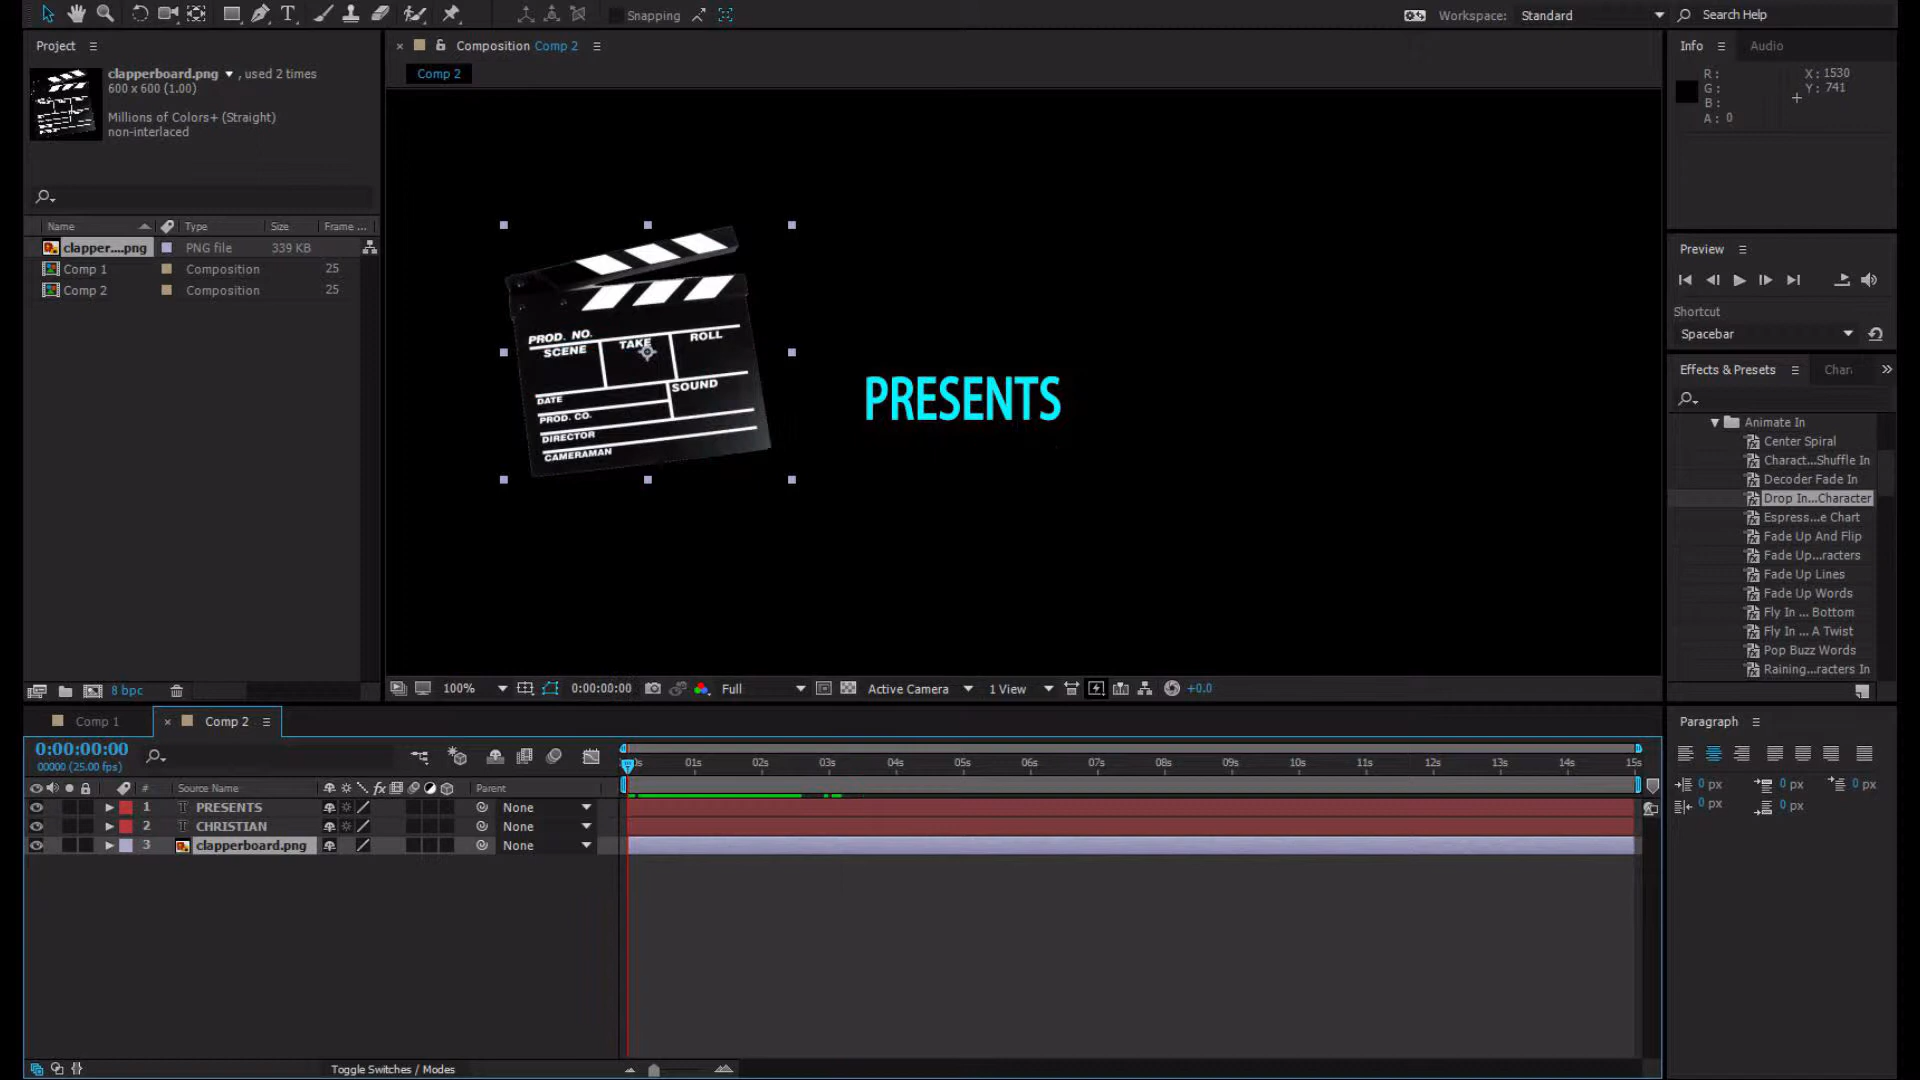 Snapping
Workspace: Standard
Search Help
Project
Composition Comp 2
Info
Audio
clapperboard.png , used 2 times
600 x 600 (1.00)
Millions of Colors+ (Straight)
non-interlaced
Comp 2
R:
G:
B:
A: 0
X: 1530
Y: 741
Name
Type
Size
Frame ...
clapper....png
PNG file
339 KB
Comp 1
Composition
25
Comp 2
Composition
25
PROD. NO.
SCENE
TAKE
ROLL
SOUND
DATE
PROD. CO.
DIRECTOR
CAMERAMAN
PRESENTS
Preview
Shortcut
Spacebar
Effects & Presets
Char
Animate In
Center Spiral
Charact...Shuffle In
Decoder Fade In
Drop In...Character
Espress...e Chart
Fade Up And Flip
Fade Up...racters
Fade Up Lines
Fade Up Words
Fly In ... Bottom
Fly In ... A Twist
Pop Buzz Words
Raining...racters In
8 bpc
100%
0:00:00:00
Full
Active Camera
1 View
+0.0
Comp 1
Comp 2
Paragraph
0:00:00:00
00000 (25.00 fps)
0s
01s
02s
03s
04s
05s
06s
07s
08s
09s
10s
11s
12s
13s
14s
15s
#
Source Name
Parent
1
PRESENTS
None
2
CHRISTIAN
None
3
clapperboard.png
None
0 px
0 px
0 px
0 px
0 px
Toggle Switches / Modes